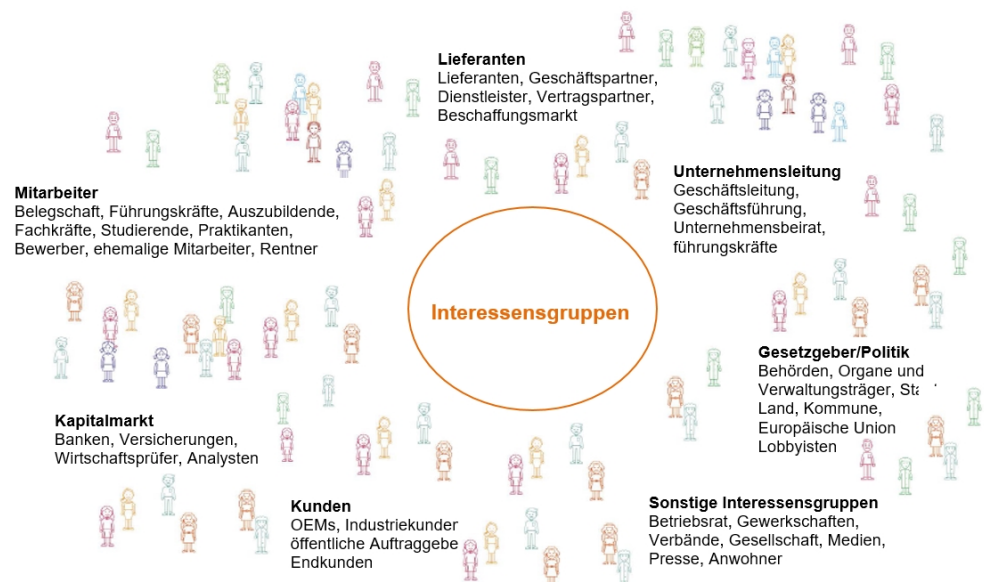 Lieferanten
Lieferanten, Geschäftspartner,
Dienstleister, Vertragspartner,
Beschaffungsmarkt
Unternehmensleitung
Geschäftsleitung,
Geschäftsführung,
Unternehmensbeirat,
führungskräfte
Mitarbeiter
Belegschaft, Führungskräfte, Auszubildende,
Fachkräfte, Studierende, Praktikanten,
Bewerber, ehemalige Mitarbeiter, Rentner
Interessensgruppen
Gesetzgeber/Politik
Behörden, Organe und
Verwaltungsträger,
Land, Kommune,
Europäische Union
Lobbyisten
Kapitalmarkt
Banken, Versicherungen,
Wirtschaftsprüfer, Analysten
Kunden
OEMs, Industriekunder
öffentliche Auftraggebe
Endkunden
Sonstige Interessensgruppen
Betriebsrat, Gewerkschaften,
Verbände, Gesellschaft, Medien,
Presse, Anwohner